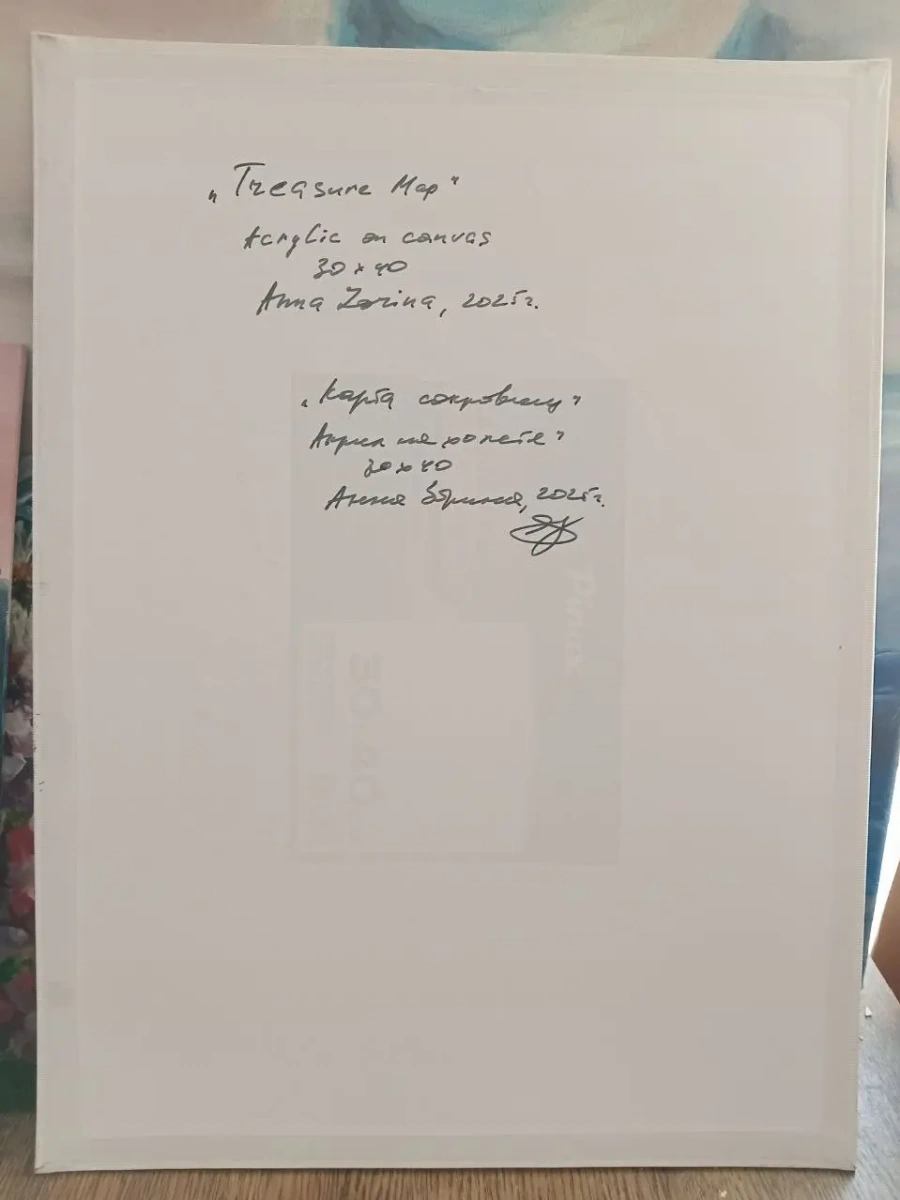 „Treasure Map"
Acrylic on canvas
30 x 40
Anna Zorina, 2025г.
„Карта сокровищ"
Акрил на холсте"
30 x 40
Анна Зорина, 2025г.
Pinax